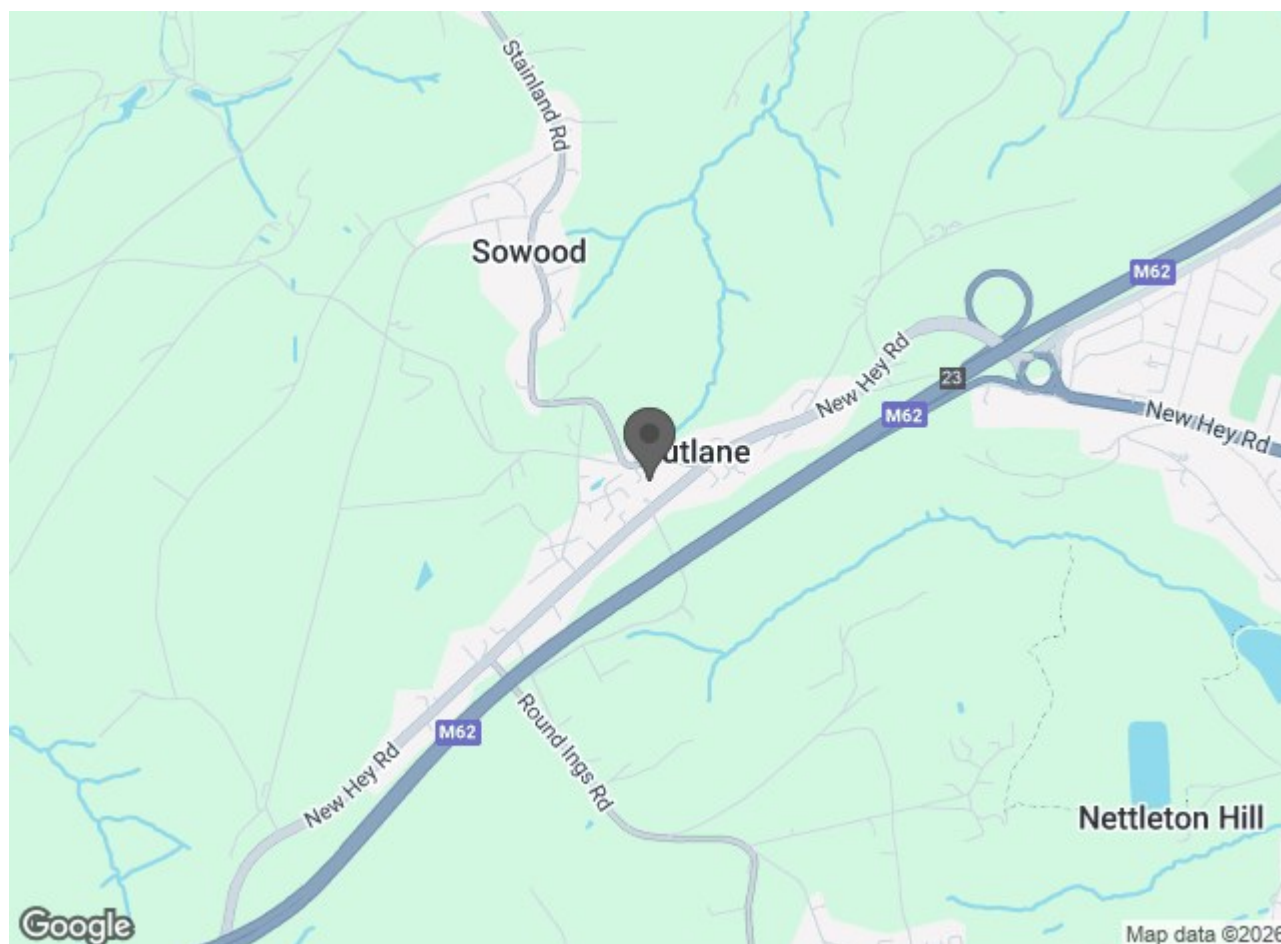 Stainland Rd
Sowood
M62
New Hey Rd
23
M62
New Hey Rd
utlane
M62
Round Ings Rd
New Hey Rd
Nettleton Hill
Google
Map data ©2026